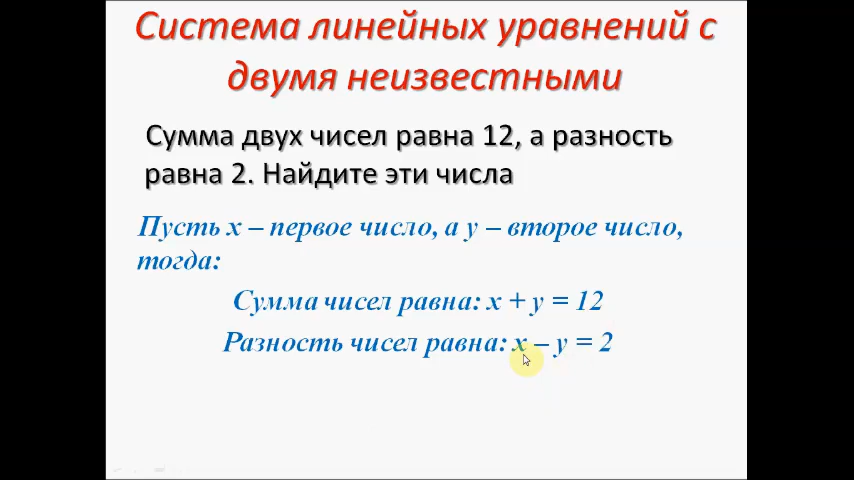 Система линейных уравнений с
двумя неизвестными
Сумма двух чисел равна 12, а разность
равна 2. Найдите эти числа
Пусть х – первое число, а у – второе число,
тогда:
Сумма чисел равна: х + у = 12
Разность чисел равна: х – у = 2